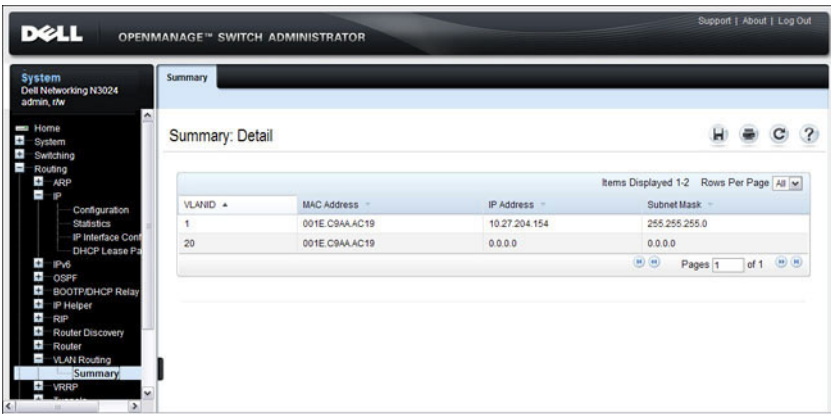 DELL OPENMANAGE™ SWITCH ADMINISTRATOR
Support | About | Log Out
System
Dell Networking N3024
admin, r/w
Home
System
Switching
Routing
ARP
IP
Configuration
Statistics
IP Interface Conf
DHCP Lease Pa
IPv6
OSPF
BOOTP/DHCP Relay
IP Helper
RIP
Router Discovery
Router
VLAN Routing
Summary
VRRP
Summary
Summary: Detail
Items Displayed 1-2 Rows Per Page All
VLANID MAC Address IP Address Subnet Mask
1 001E.C9AA.AC19 10.27.204.154 255.255.255.0
20 001E.C9AA.AC19 0.0.0.0 0.0.0.0
Pages 1 of 1